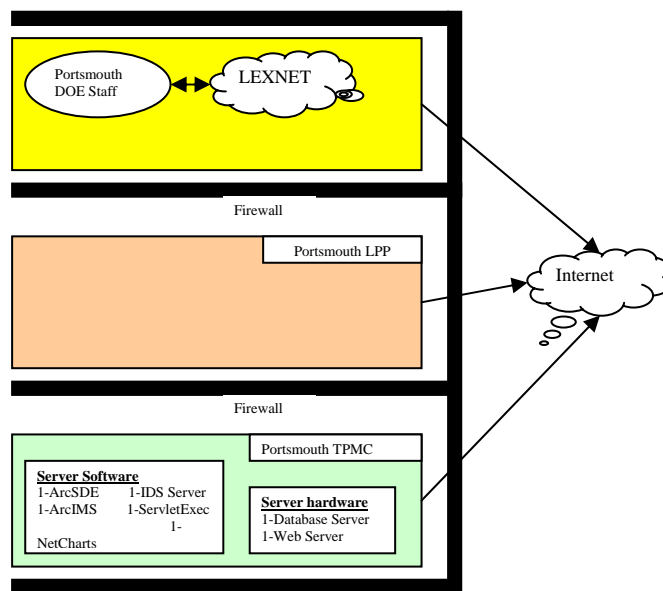 Portsmouth
DOE Staff
LEXNET
Firewall
Portsmouth LPP
Internet
Firewall
Portsmouth TPMC
Server Software
1-ArcSDE 1-IDS Server
1-ArcIMS 1-ServletExec
1-
NetCharts
Server hardware
1-Database Server
1-Web Server